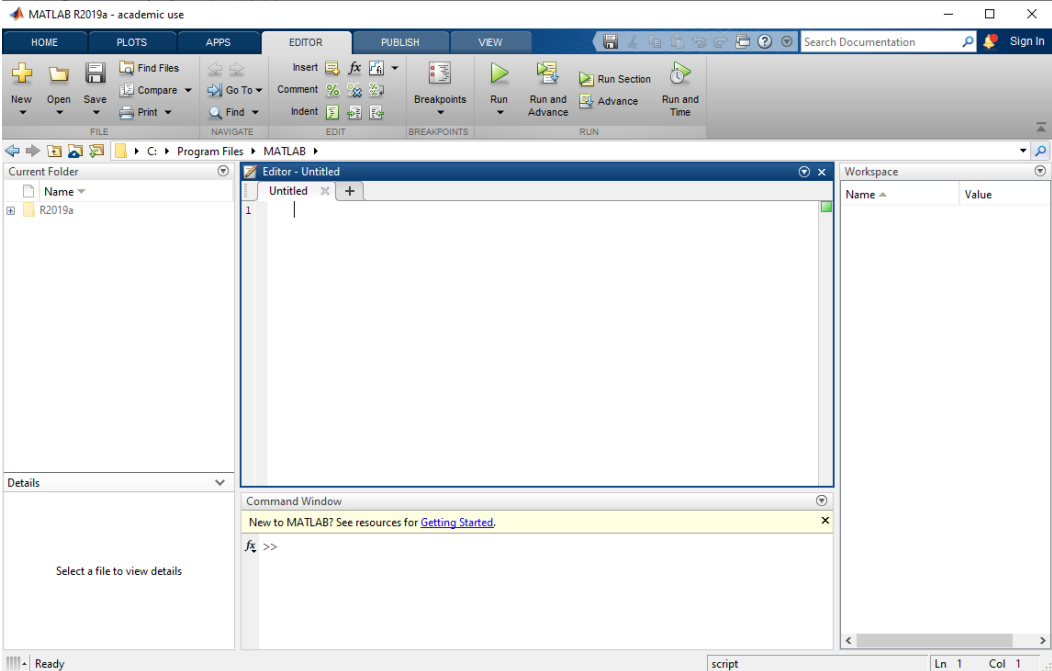 MATLAB R2019a - academic use
HOME PLOTS APPS EDITOR PUBLISH VIEW Search Documentation Sign In
New Open Save Find Files Compare Print
FILE
Go To Find
NAVIGATE
Insert fx
Comment
Indent
EDIT
Breakpoints
BREAKPOINTS
Run Run and Advance Run Section Advance Run and Time
RUN
C: Program Files MATLAB
Current Folder
Name
R2019a
Details
Select a file to view details
Editor - Untitled
Untitled +
1
Command Window
New to MATLAB? See resources for Getting Started.
fx >>
Workspace
Name Value
Ready script Ln 1 Col 1